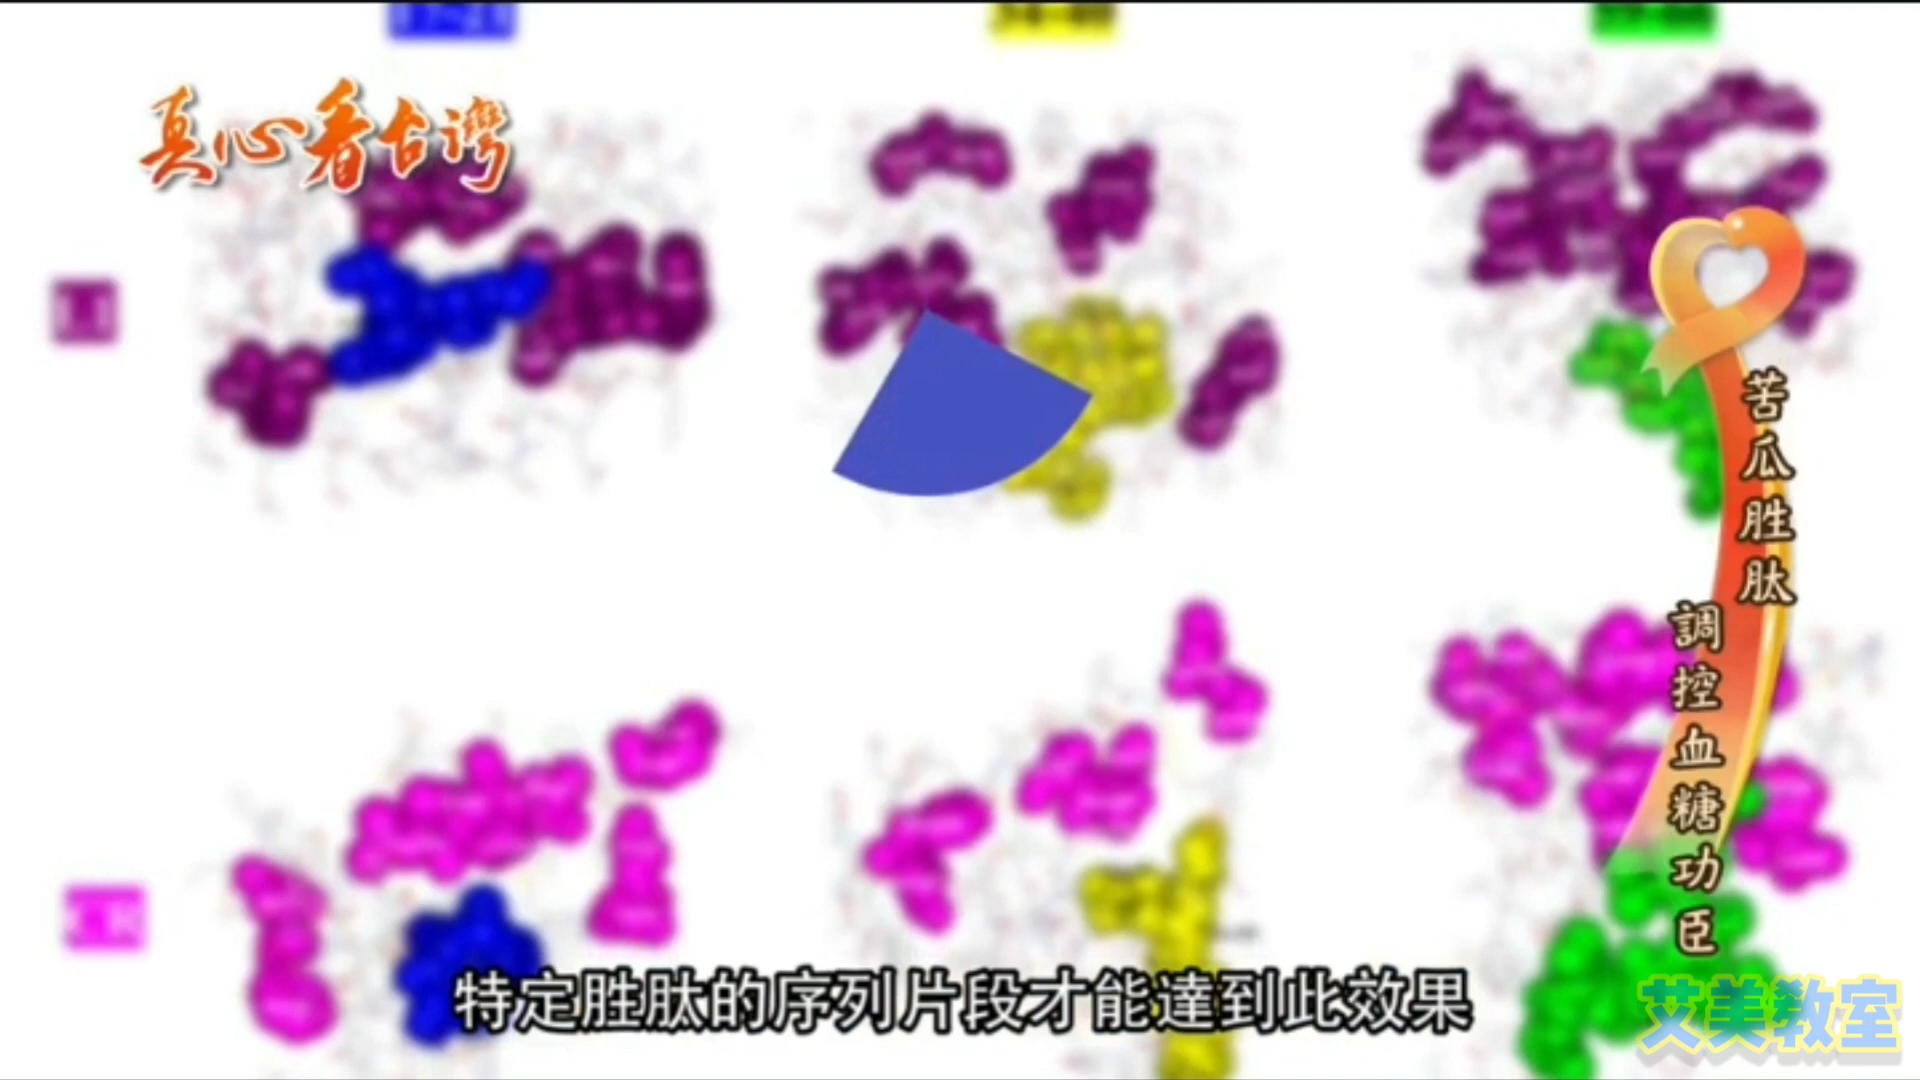 真心看台灣
苦瓜胜肽
調控血糖功臣
特定胜肽的序列片段才能達到此效果
艾美教室